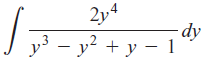 ∫ 2y⁴ / (y³ − y² + y − 1) dy